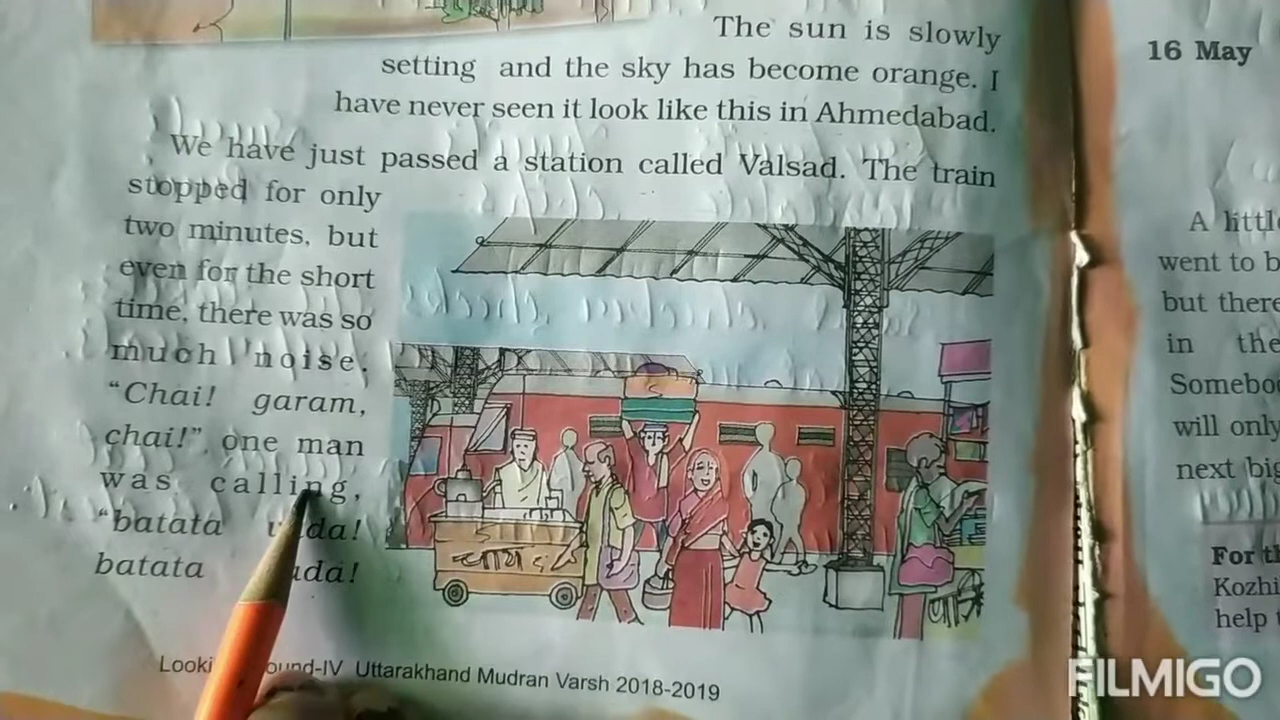 The sun is slowly
setting and the sky has become orange. I
have never seen it look like this in Ahmedabad.
We have just passed a station called Valsad. The train
stopped for only
two minutes, but
even for the short
time, there was so
much noise.
“Chai! garam,
chai!”, one man
was calling,
“batata
batata
Uttarakhand Mudran Varsh 2018-2019
16 May
A
went to
but there
in the
will only
next big
For
help
FILMIGO